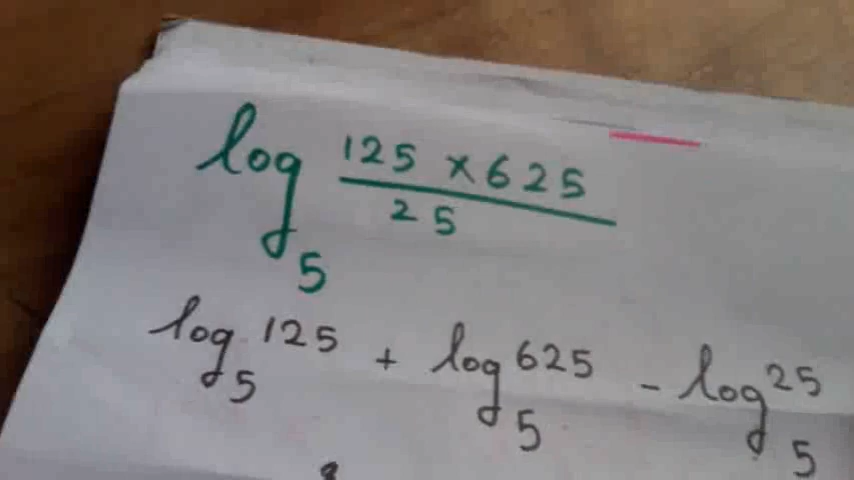 log₅ 125 × 625 / 25
log₅ 125 + log₅ 625 - log₅ 25